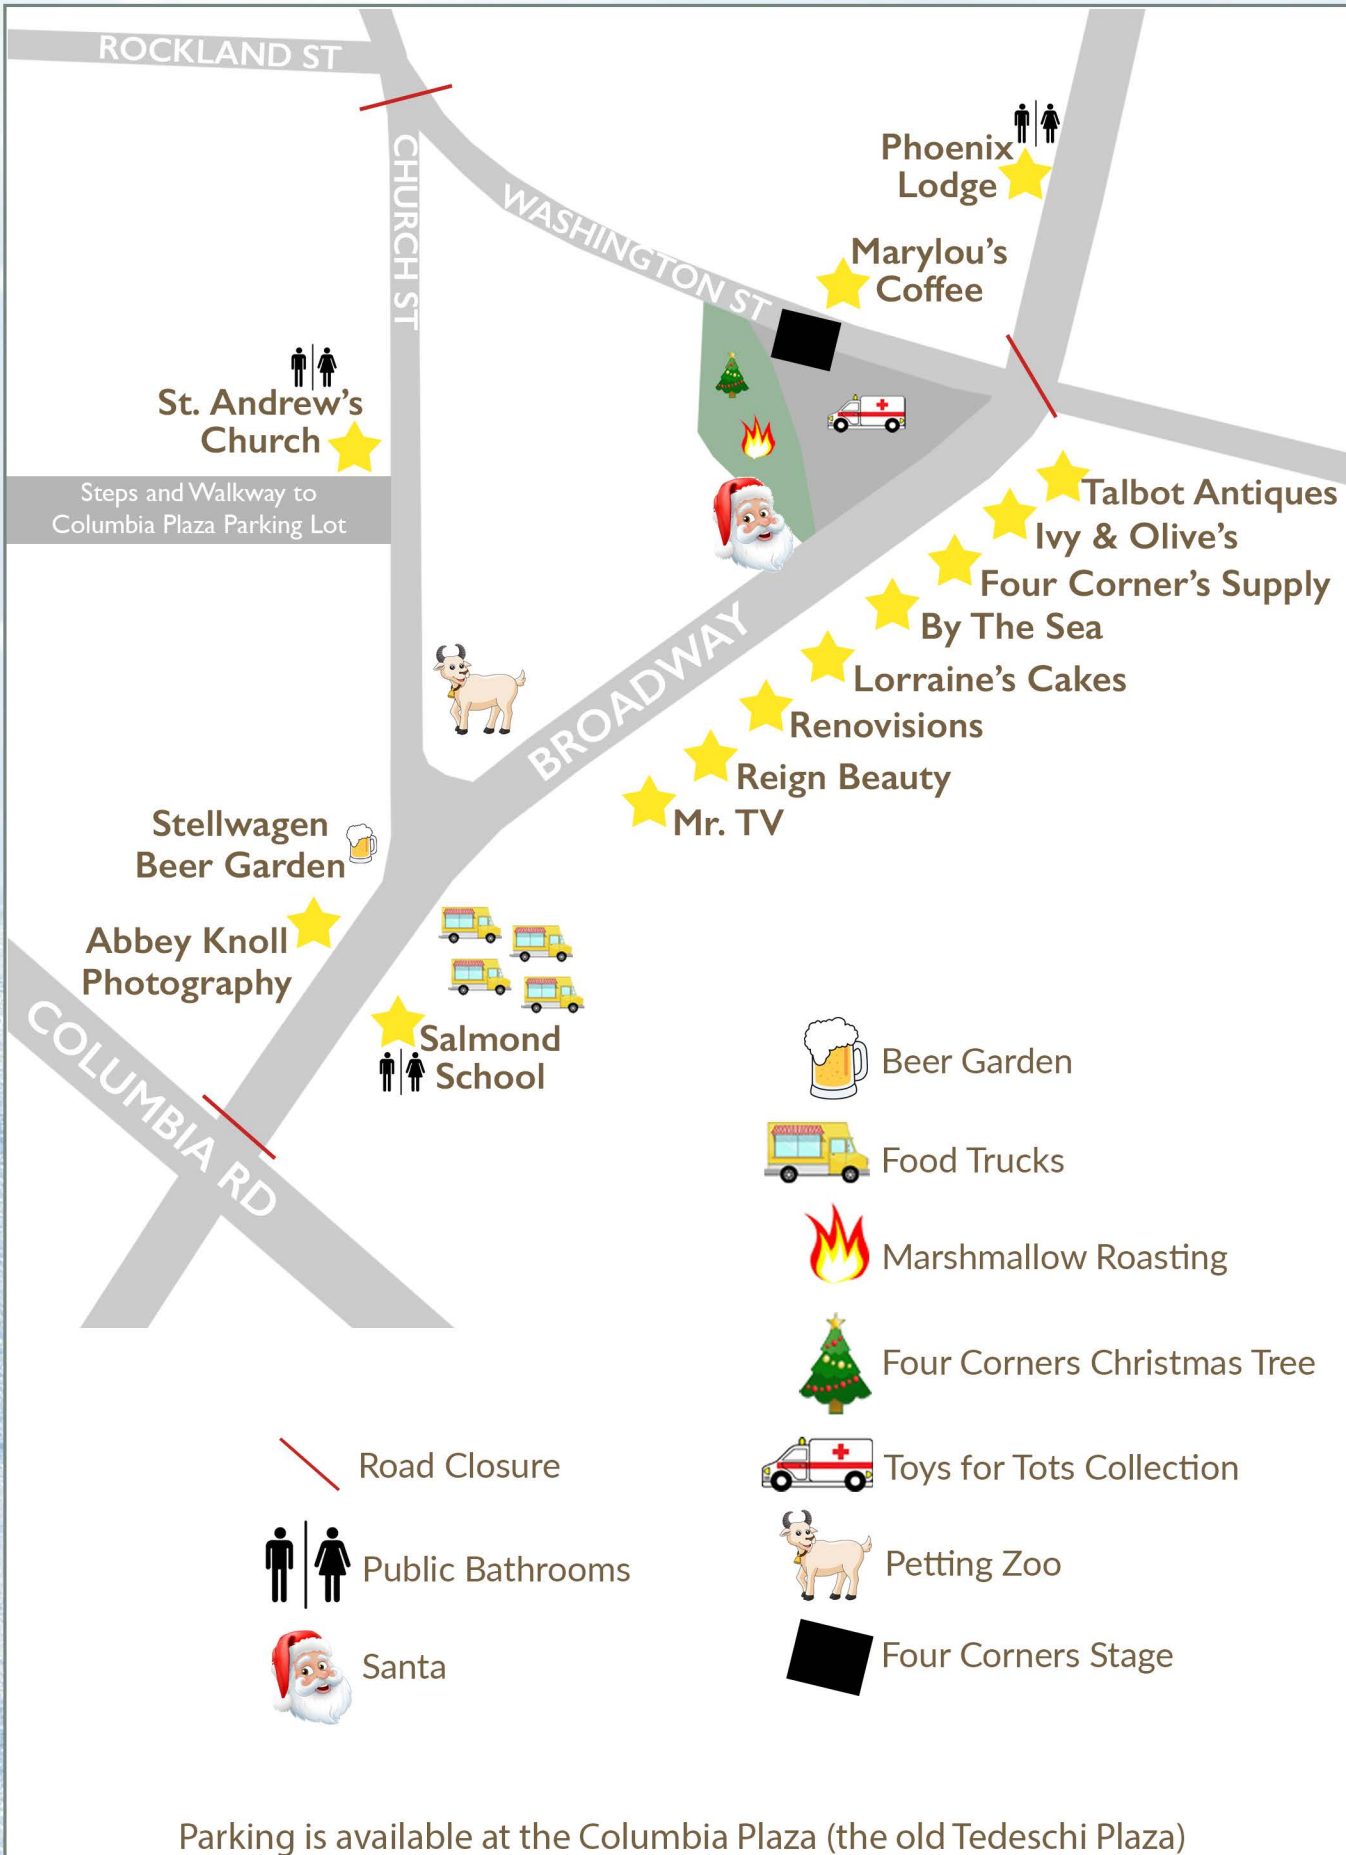 ROCKLAND ST
CHURCH ST
WASHINGTON ST
Phoenix
Lodge
Marylou's
Coffee
St. Andrew's
Church
Steps and Walkway to
Columbia Plaza Parking Lot
Talbot Antiques
Ivy & Olive's
Four Corner's Supply
By The Sea
Lorraine's Cakes
Renovisions
Reign Beauty
Mr. TV
BROADWAY
Stellwagen
Beer Garden
Abbey Knoll
Photography
COLUMBIA RD
Salmond
School
Beer Garden
Food Trucks
Marshmallow Roasting
Four Corners Christmas Tree
Toys for Tots Collection
Petting Zoo
Four Corners Stage
Road Closure
Public Bathrooms
Santa
Parking is available at the Columbia Plaza (the old Tedeschi Plaza)